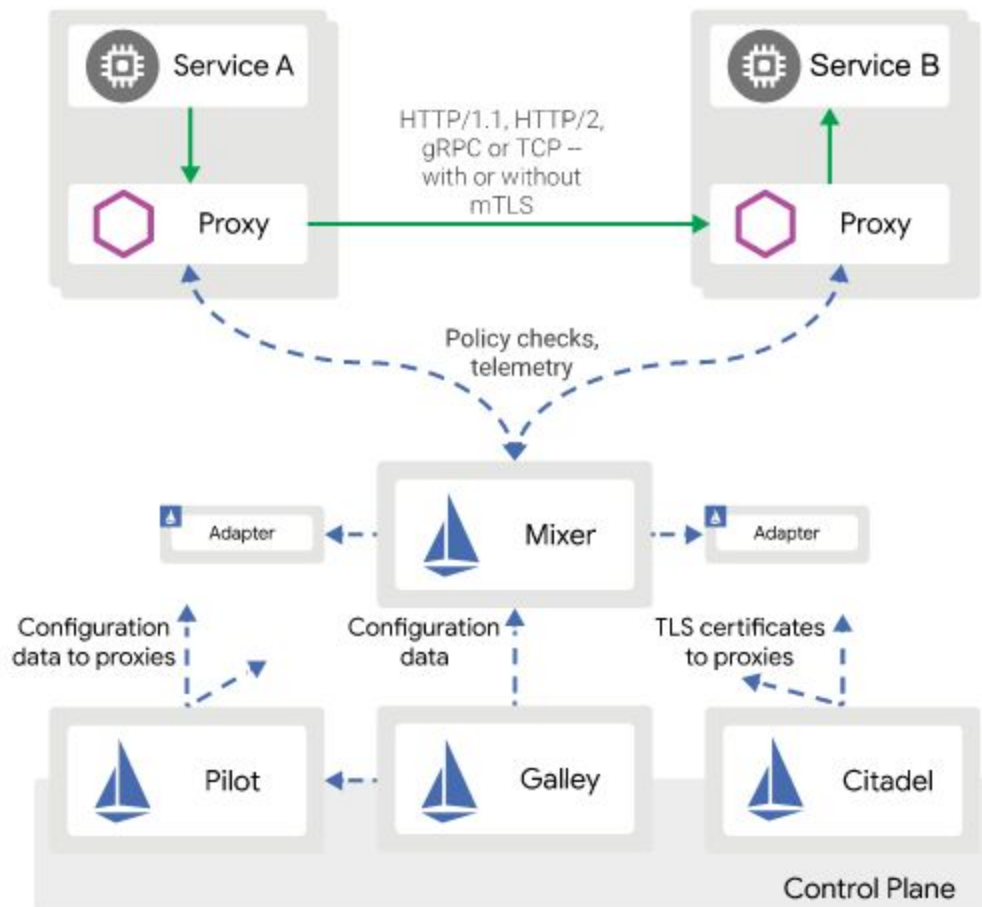 Service A
Service B
HTTP/1.1, HTTP/2,
gRPC or TCP --
with or without
mTLS
Proxy
Proxy
Policy checks,
telemetry
Adapter
Mixer
Adapter
Configuration
data to proxies
Configuration
data
TLS certificates
to proxies
Pilot
Galley
Citadel
Control Plane